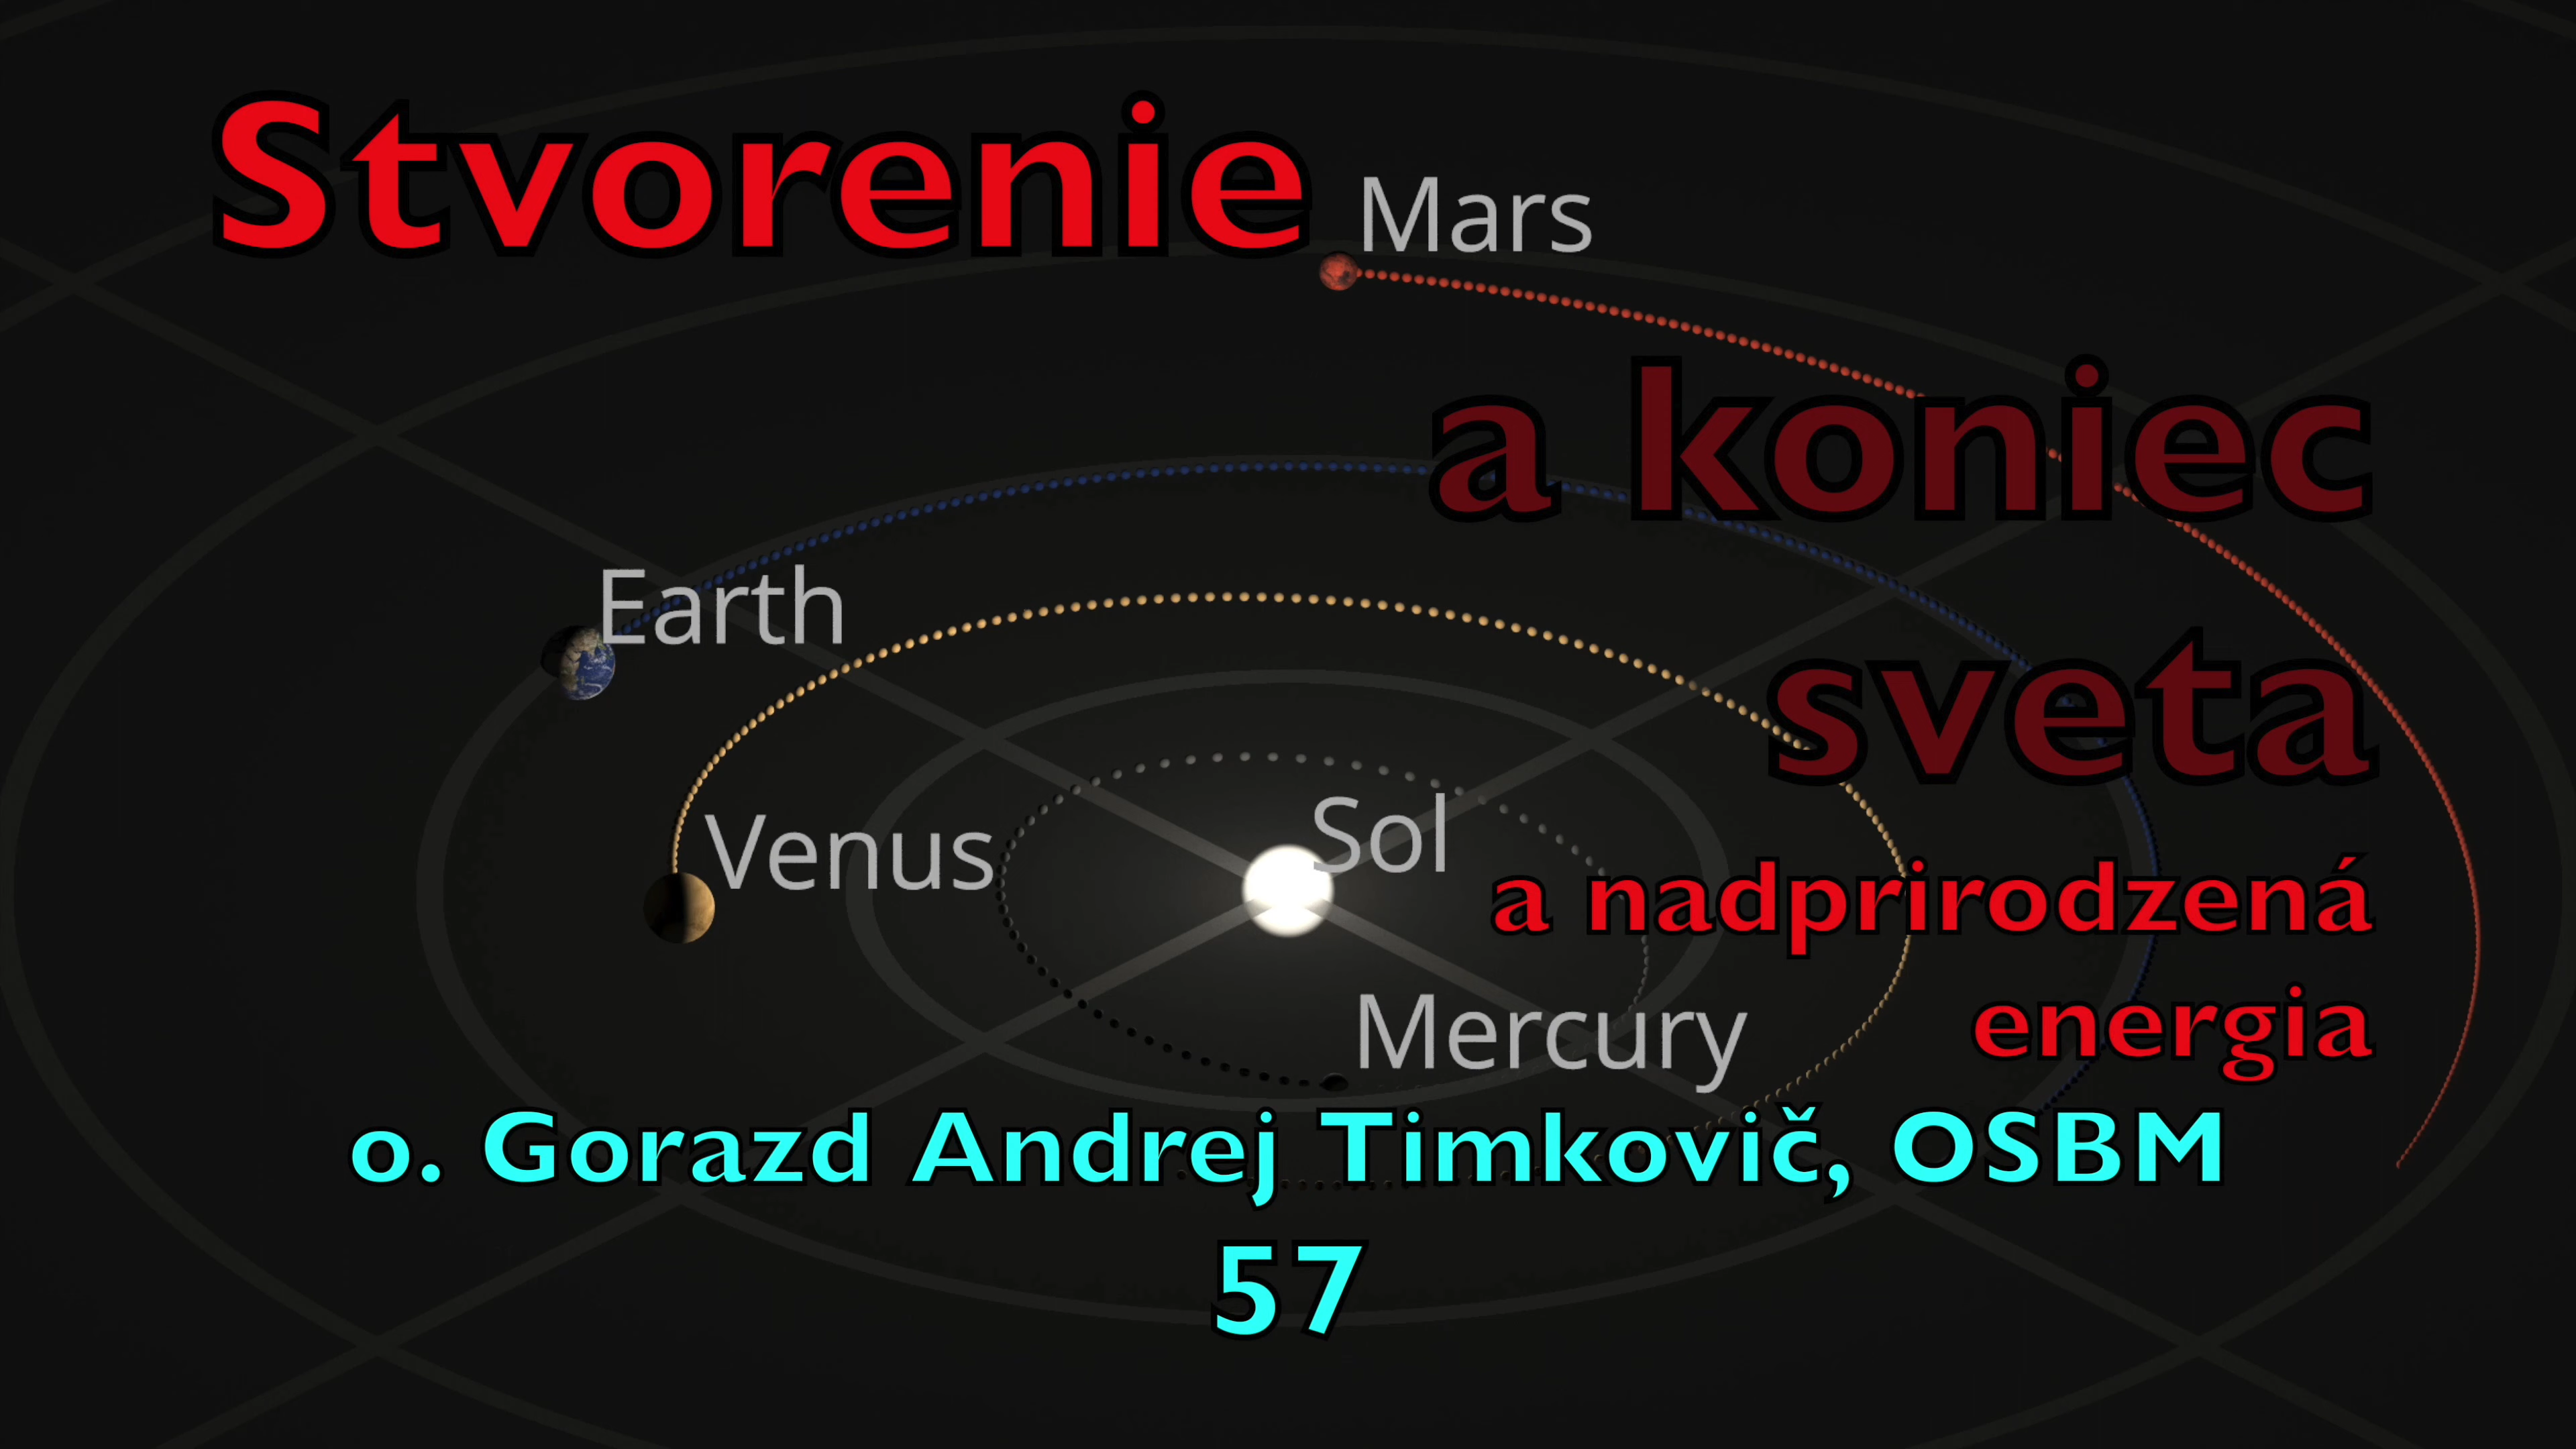 Stvorenie
Mars
a koniec
Earth
sveta
Venus
Sol
a nadprirodzená
Mercury
energia
o. Gorazd Andrej Timkovič, OSBM
57